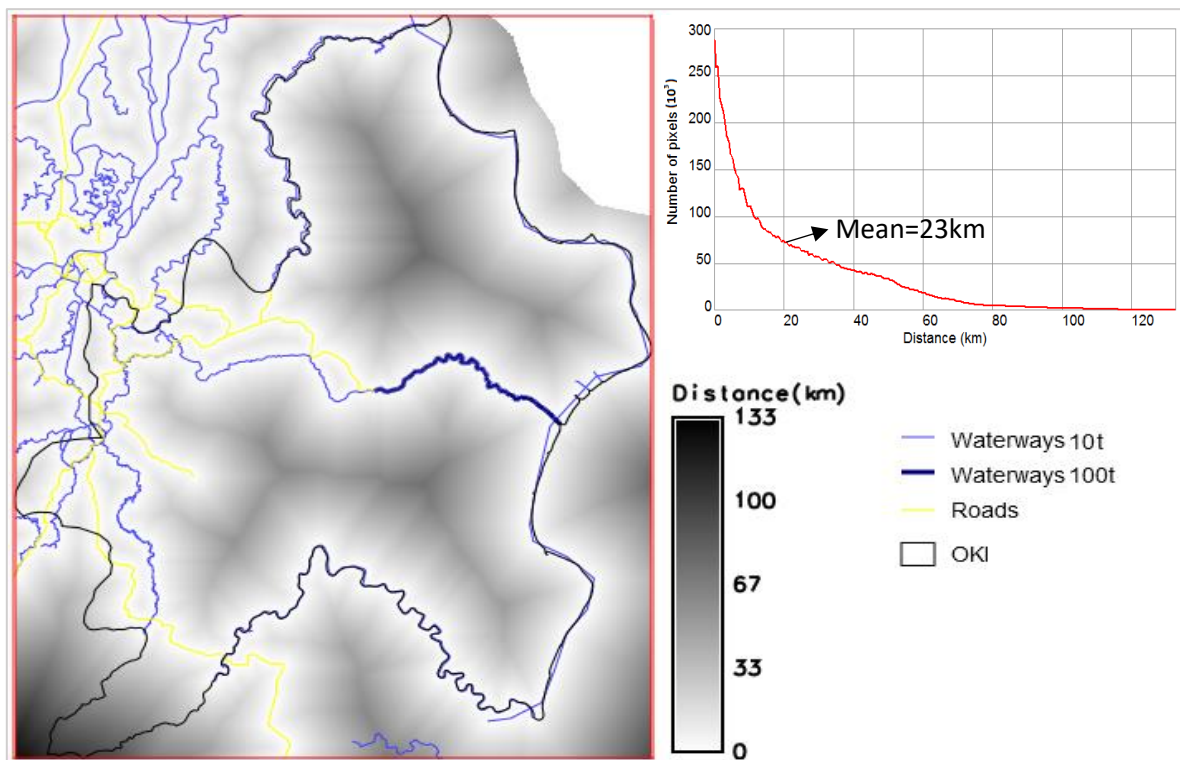 300
250
200
150
100
50
0
Number of pixels (10³)
Mean=23km
0 20 40 60 80 100 120
Distance (km)
Distance(km)
133
100
67
33
0
Waterways 10t
Waterways 100t
Roads
OKI